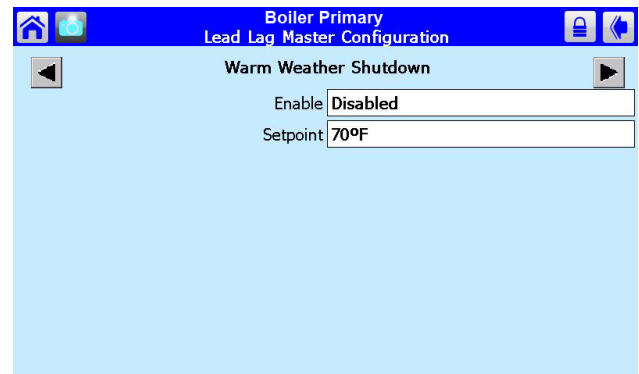 Boiler Primary
Lead Lag Master Configuration
Warm Weather Shutdown
Enable Disabled
Setpoint 70ºF